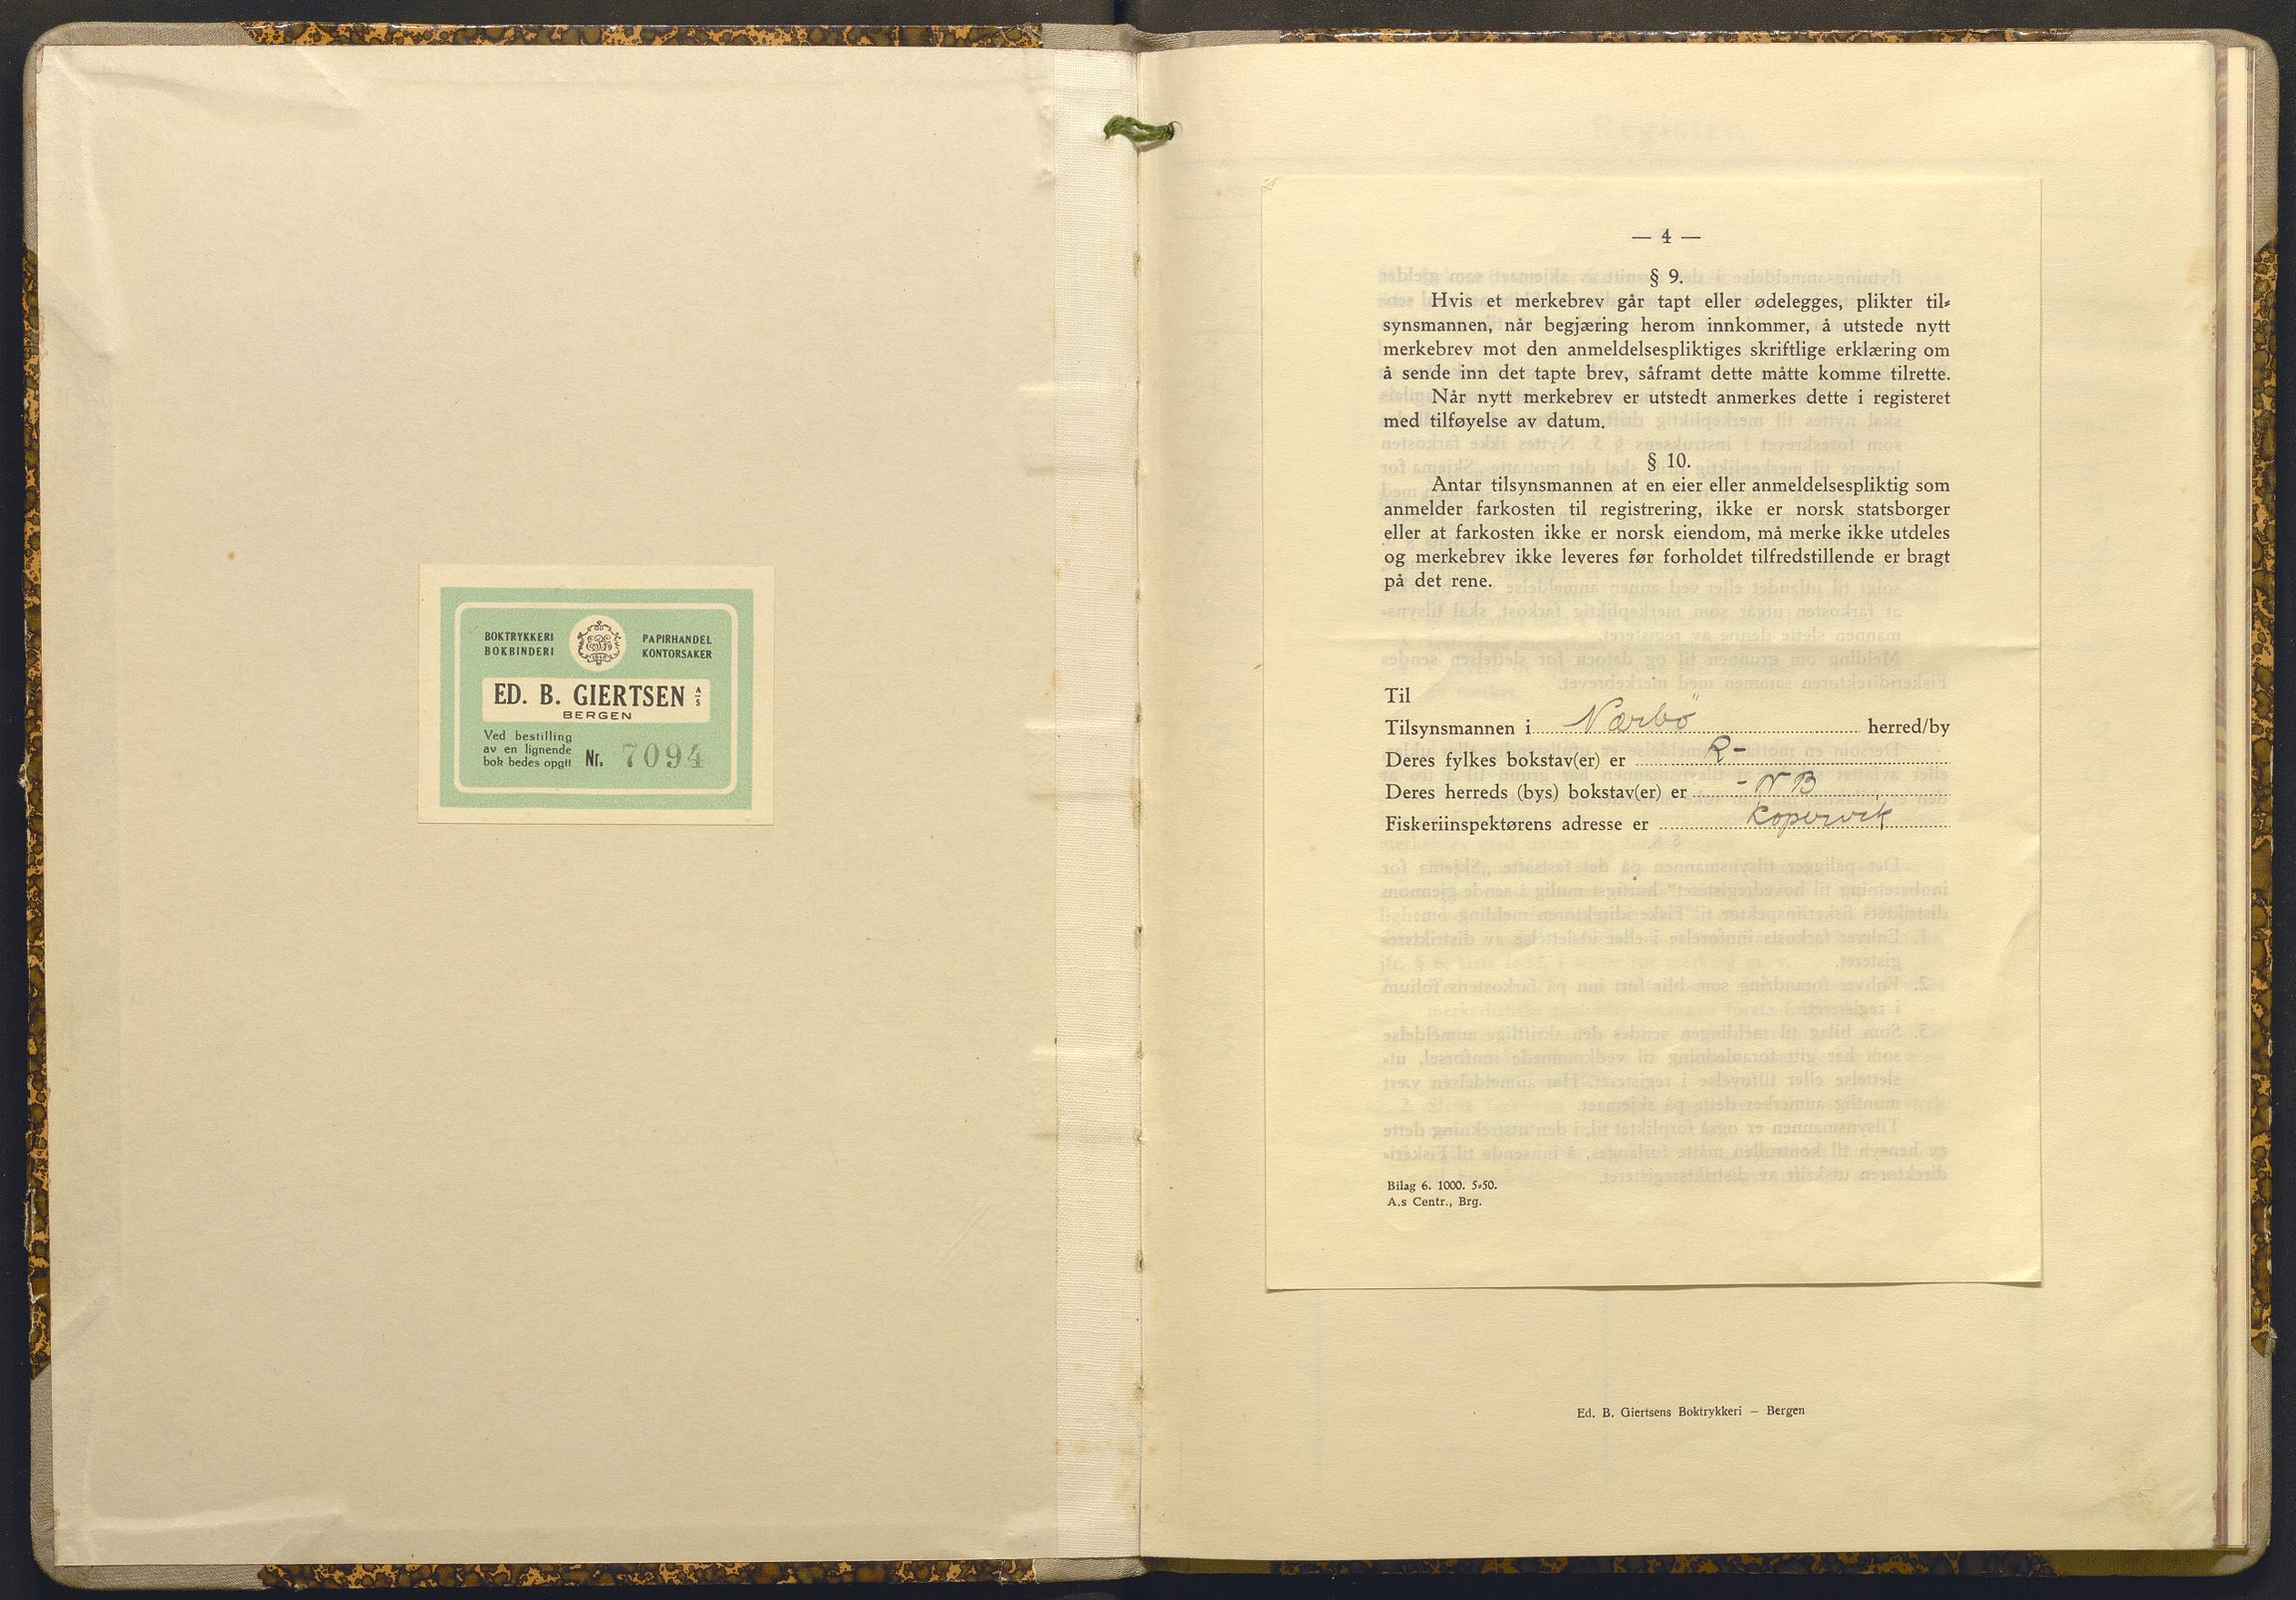 BOKTRYKKERI
BOKBINDERI
PAPIRHANDEL
KONTORSAKER
ED. B. GIERTSEN A/S
BERGEN
Ved bestilling
av en lignende
bok bedes opgitt Nr. 7094
— 4 —
§ 9.
Hvis et merkebrev går tapt eller ødelegges, plikter til-
synsmannen, når begjæring herom innkommer, å utstede nytt
merkebrev mot den anmeldelsespliktiges skriftlige erklæring om
å sende inn det tapte brev, såframt dette måtte komme tilrette.
Når nytt merkebrev er utstedt anmerkes dette i registeret
med tilføyelse av datum.
§ 10.
Antar tilsynsmannen at en eier eller anmeldelsespliktig som
anmelder farkosten til registrering, ikke er norsk statsborger
eller at farkosten ikke er norsk eiendom, må merke ikke utdeles
og merkebrev ikke leveres før forholdet tilfredstillende er bragt
på det rene.
Til
Tilsynsmannen i Nærbö herred/by
Deres fylkes bokstav(er) er R-
Deres herreds (bys) bokstav(er) er - NB
Fiskeriinspektørens adresse er Kopervik
Bilag 6. 1000. 5-50.
A.s Centr., Brg.
Ed. B. Giertsens Boktrykkeri — Bergen